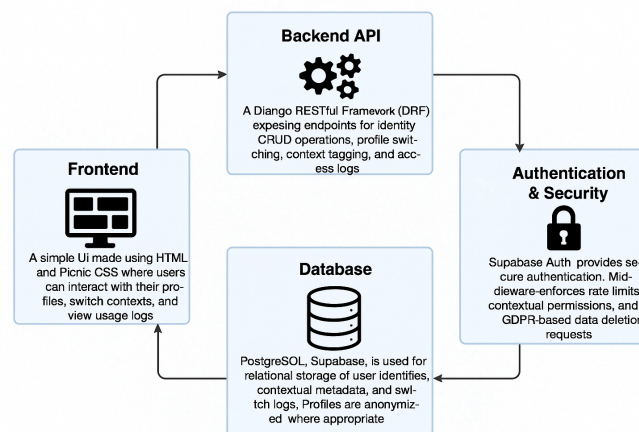 Backend API
A Diango RESTful Framework (DRF)
expesing endpoints for identity
CRUD operations, profile swit-
ching, context tagging, and acc-
ess logs
Frontend
A simple Ui made using HTML
and Picnic CSS where users
can interact with their pro-
files, switch contexts, and
view usage logs
Authentication
& Security
Supabase Auth provides se-
cure authentication. Mid-
dieware-enforces rate limits
contextual permissions, and
GDPR-based data deletion
requests
Database
PostgreSOL, Supabase, is used for
relational storage of user identifies,
contextual metadata, and swI-
tch logs, Profiles are anonymiz-
ed where appropriate